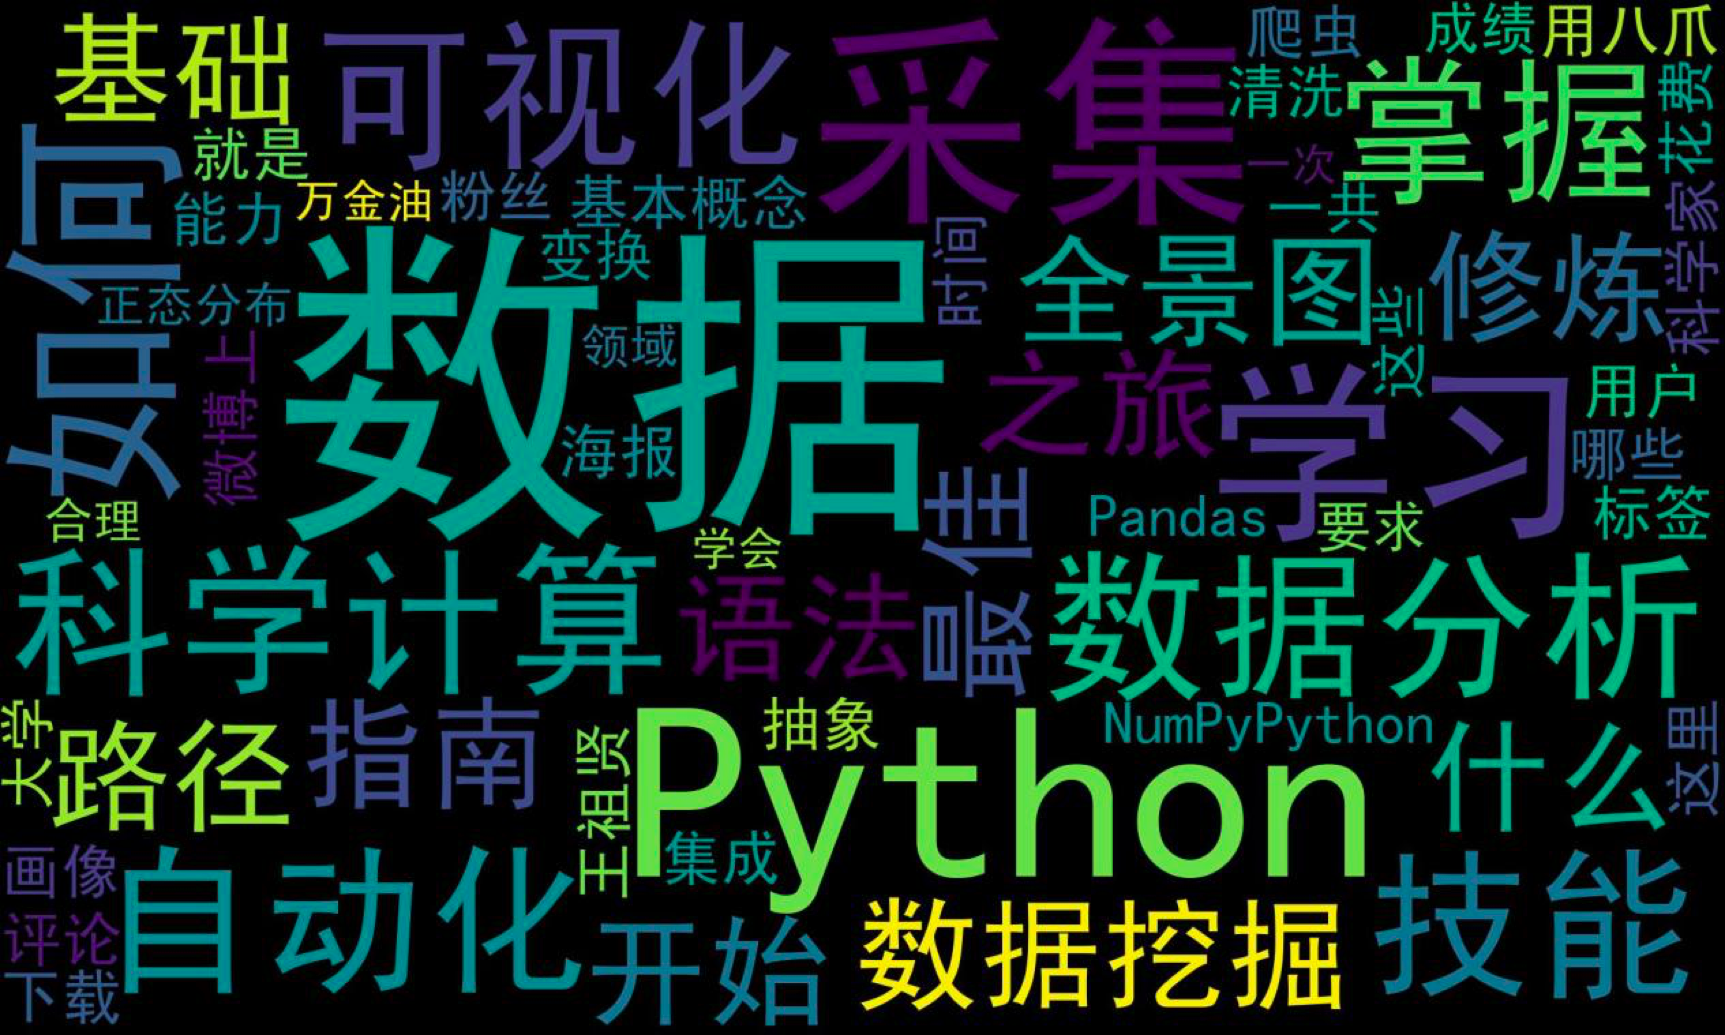 基础
可视化
采集
爬虫
成绩
用八爪
清洗
掌握
花费
就是
一次
如何
能力
万金油
粉丝
基本概念
一共
科学家
数据
变换
时间
全景图
修炼
正态分布
领域
这些
微博上
之旅
学习
用户
海报
哪些
最佳
Pandas
要求
标签
合理
学会
科学计算
语法
数据分析
大学
路径
指南
王祖贤
Python
抽象
NumPyPython
什么
这里
画像
自动化
集成
技能
评论
开始
数据挖掘
下载